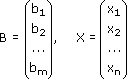 B = (b₁ b₂ ... bₘ), X = (x₁ x₂ ... xₙ)